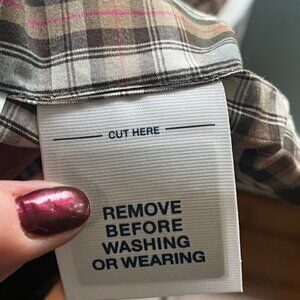 CUT HERE
REMOVE
BEFORE
WASHING
OR WEARING